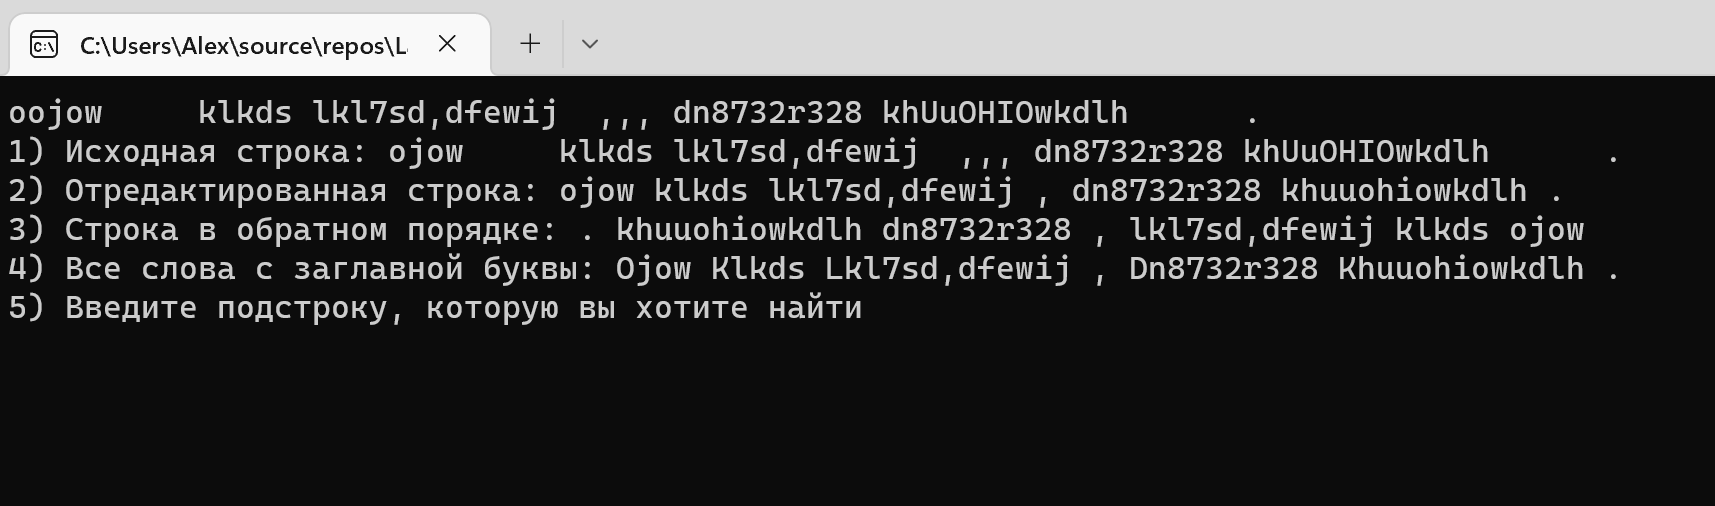 C:\Users\Alex\source\repos\L
oojow     klkds lkl7sd,dfewij  ,,, dn8732r328 khUuOHIOwkdlh      .
1) Исходная строка: ojow     klkds lkl7sd,dfewij  ,,, dn8732r328 khUuOHIOwkdlh      .
2) Отредактированная строка: ojow klkds lkl7sd,dfewij , dn8732r328 khuuohiowkdlh .
3) Строка в обратном порядке: . khuuohiowkdlh dn8732r328 , lkl7sd,dfewij klkds ojow
4) Все слова с заглавной буквы: Ojow Klkds Lkl7sd,dfewij , Dn8732r328 Khuuohiowkdlh .
5) Введите подстроку, которую вы хотите найти